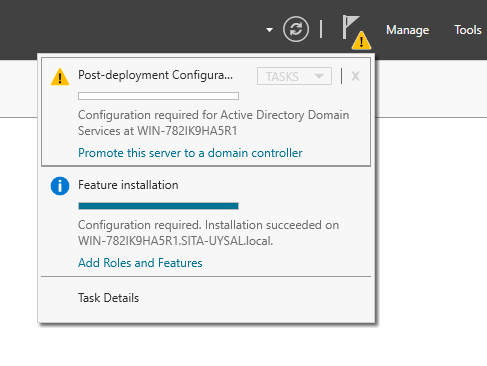 Manage
Tools
Post-deployment Configura...
TASKS
X
Configuration required for Active Directory Domain
Services at WIN-782IK9HA5R1
Promote this server to a domain controller
Feature installation
Configuration required. Installation succeeded on
WIN-782IK9HA5R1.SITA-UYSAL.local.
Add Roles and Features
Task Details